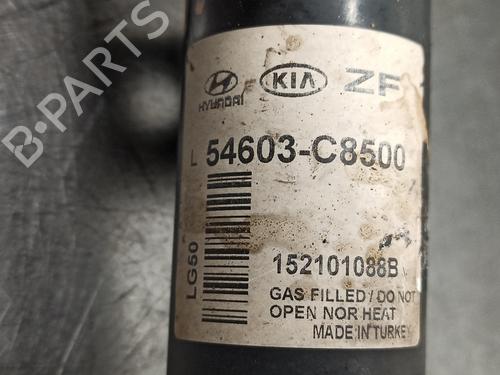 HYUNDAI KIA ZF
L 54603-C8500
LG50
152101088B
GAS FILLED / DO NOT
OPEN NOR HEAT
MADE IN TURKEY
B-PARTS